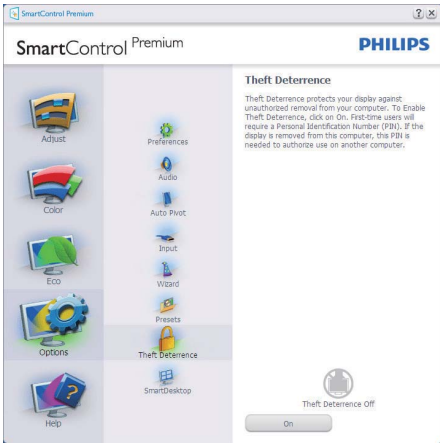 SmartControl Premium
SmartControl Premium
PHILIPS
Adjust
Color
Eco
Options
Help
Preferences
Audio
Auto Pivot
Input
Wizard
Presets
Theft Deterrence
SmartDesktop
Theft Deterrence
Theft Deterrence protects your display against
unauthorized removal from your computer. To Enable
Theft Deterrence, click on On. First-time users will
require a Personal Identification Number (PIN). If the
display is removed from this computer, this PIN is
needed to authorize use on another computer.
Theft Deterrence Off
On